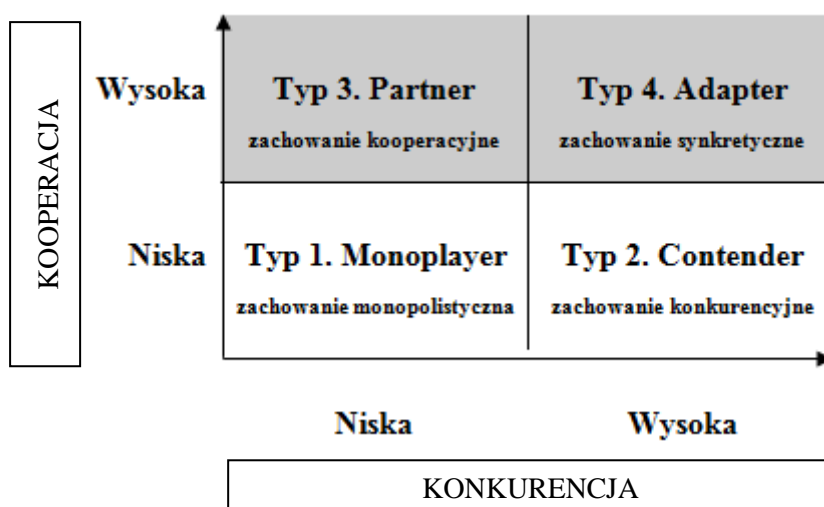 KOOPERACJA
Wysoka
Typ 3. Partner
zachowanie kooperacyjne
Typ 4. Adapter
zachowanie synkretyczne
Niska
Typ 1. Monoplayer
zachowanie monopolistyczna
Typ 2. Contender
zachowanie konkurencyjne
Niska
Wysoka
KONKURENCJA